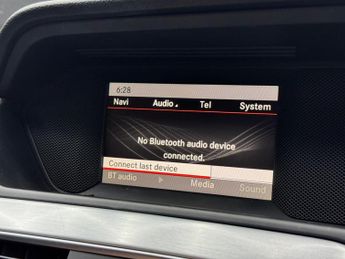 6:28
Navi Audio Tel System
No Bluetooth audio device
connected.
Connect last device
BT audio Media Sound